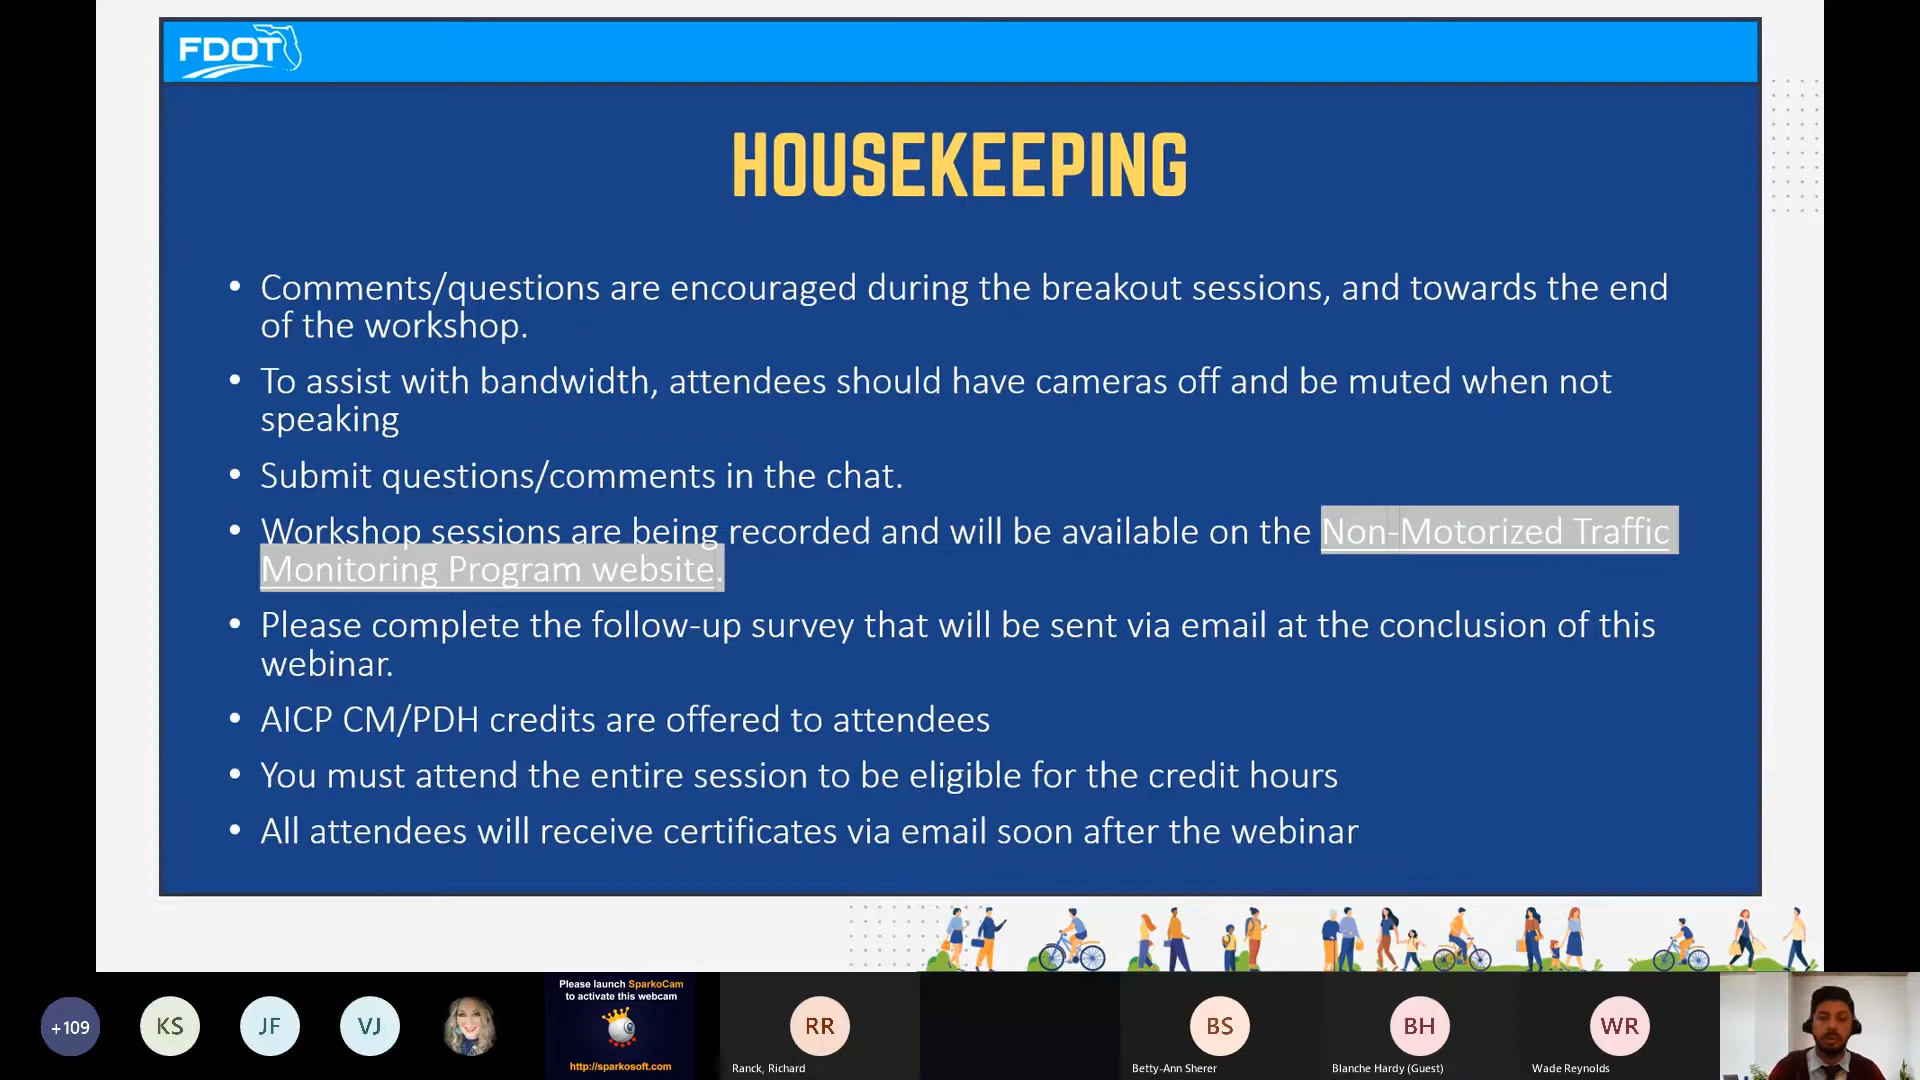 FDOT
HOUSEKEEPING
• Comments/questions are encouraged during the breakout sessions, and towards the end
of the workshop.
• To assist with bandwidth, attendees should have cameras off and be muted when not
speaking
• Submit questions/comments in the chat.
• Workshop sessions are being recorded and will be available on the Non-Motorized Traffic
Monitoring Program website.
• Please complete the follow-up survey that will be sent via email at the conclusion of this
webinar.
• AICP CM/PDH credits are offered to attendees
• You must attend the entire session to be eligible for the credit hours
• All attendees will receive certificates via email soon after the webinar
+109
KS
JF
VJ
Please launch SparkoCam
to activate this webcam
http://sparkosoft.com
RR
Ranck, Richard
BS
Betty-Ann Sherer
BH
Blanche Hardy (Guest)
WR
Wade Reynolds